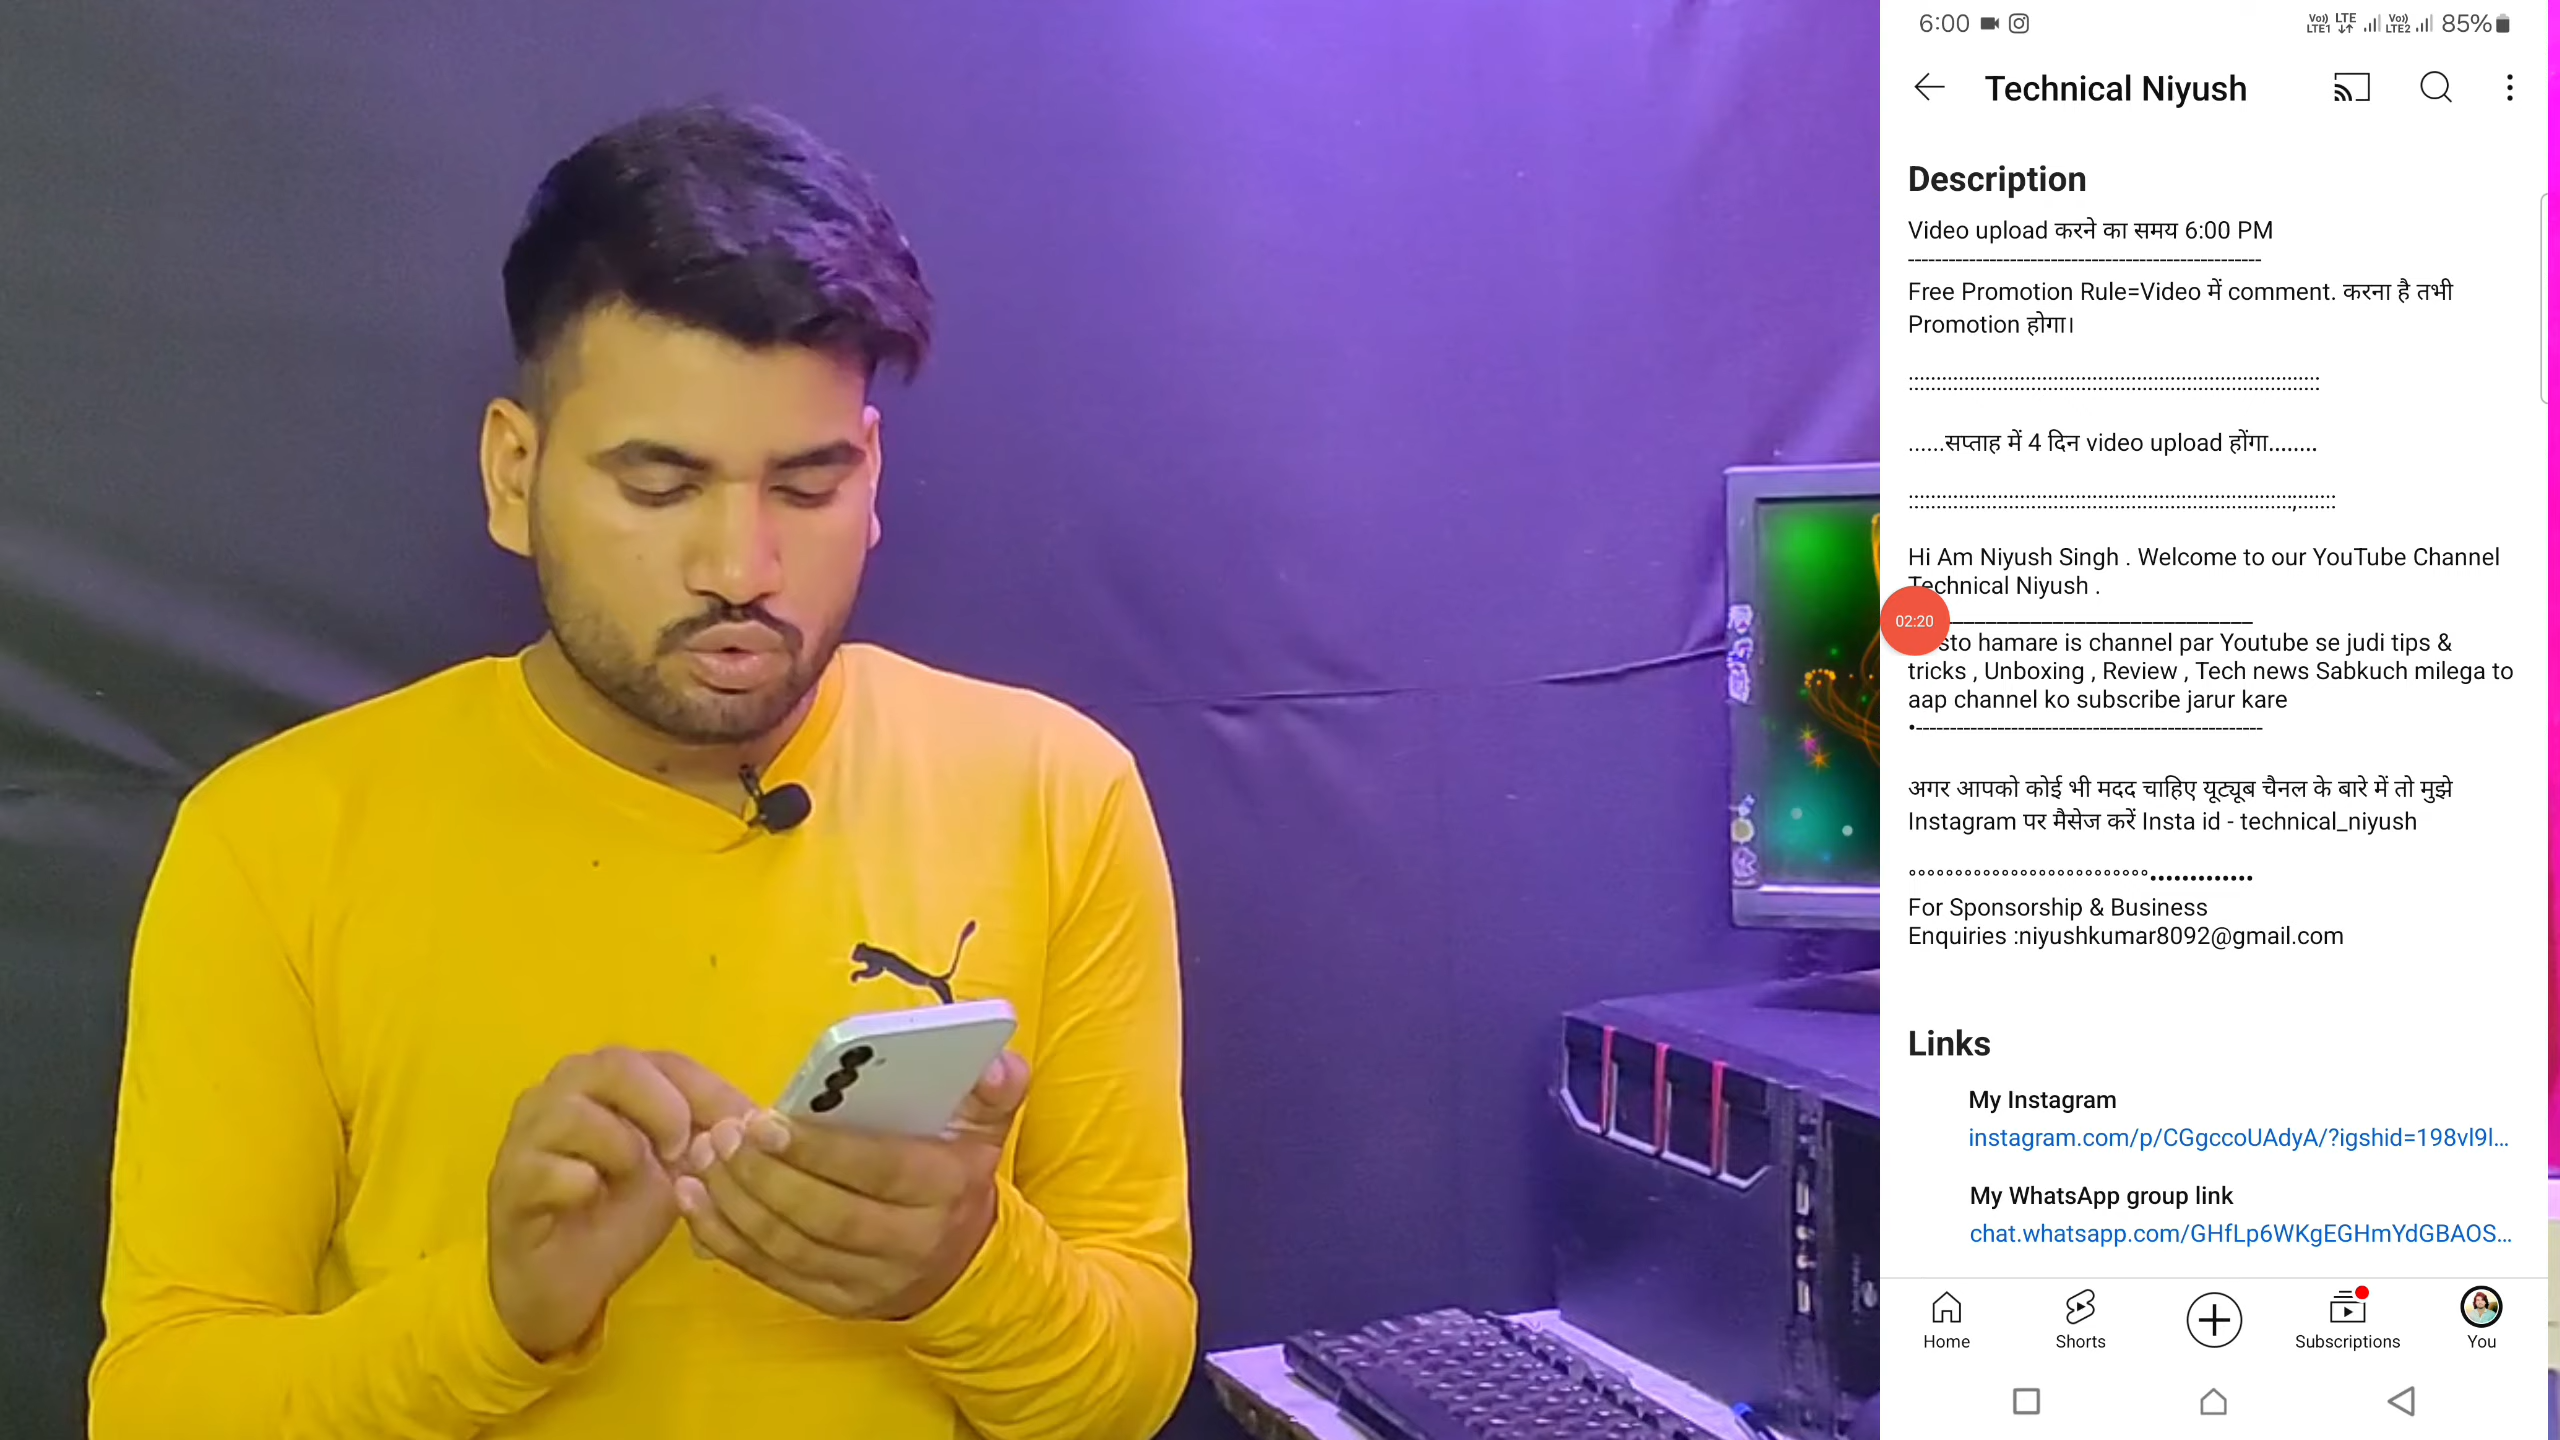 6:00
Vo)) LTE1 LTE Vo)) LTE2 85%
Technical Niyush
Description
Video upload करने का समय 6:00 PM
----------------------------------------------------
Free Promotion Rule=Video में comment. करना है तभी
Promotion होगा।
......सप्ताह में 4 दिन video upload होंगा........
Hi Am Niyush Singh . Welcome to our YouTube Channel
Technical Niyush .
02:20
sto hamare is channel par Youtube se judi tips &
tricks , Unboxing , Review , Tech news Sabkuch milega to
aap channel ko subscribe jarur kare
•---------------------------------------------------
अगर आपको कोई भी मदद चाहिए यूट्यूब चैनल के बारे में तो मुझे
Instagram पर मैसेज करें Insta id - technical_niyush
For Sponsorship & Business
Enquiries :niyushkumar8092@gmail.com
Links
My Instagram
instagram.com/p/CGgccoUAdyA/?igshid=198vl9l...
My WhatsApp group link
chat.whatsapp.com/GHfLp6WKgEGHmYdGBAOS...
Home
Shorts
Subscriptions
You